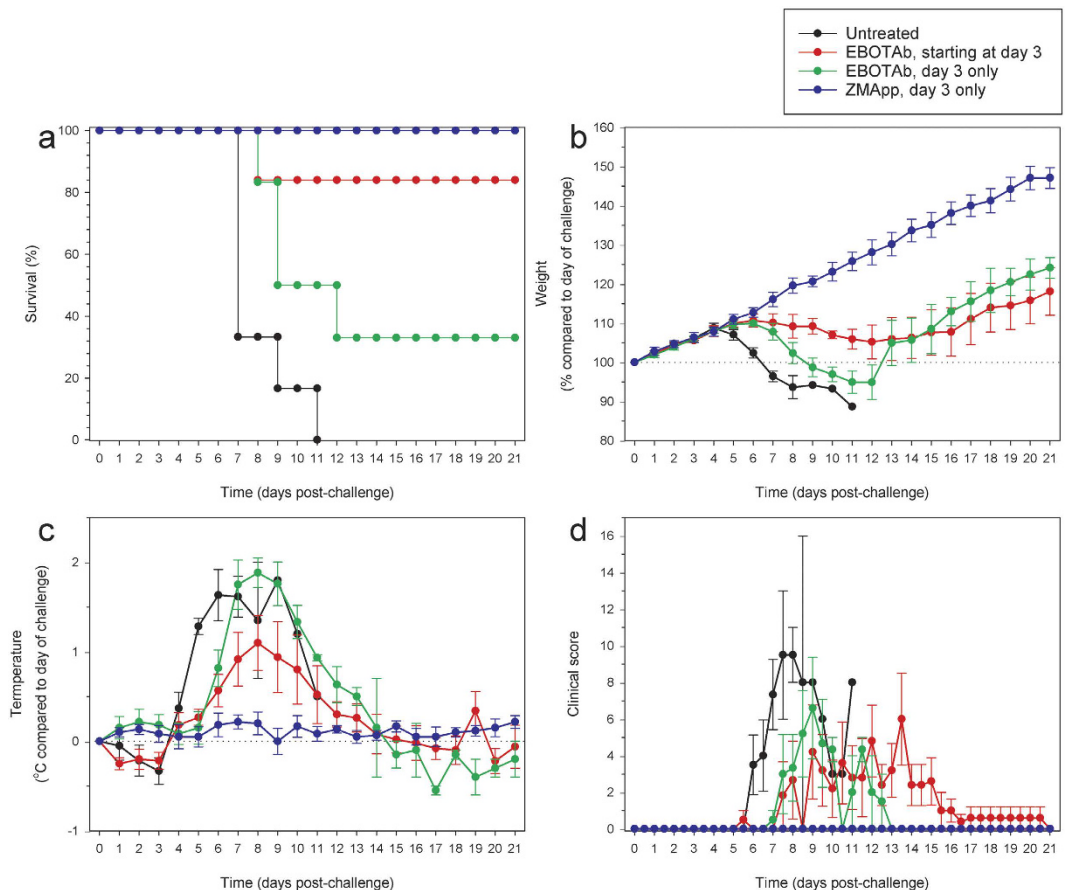 Untreated
EBOTAb, starting at day 3
EBOTAb, day 3 only
ZMApp, day 3 only
a
100
80
60
40
20
0
Survival (%)
0 1 2 3 4 5 6 7 8 9 10 11 12 13 14 15 16 17 18 19 20 21
Time (days post-challenge)
b
160
150
140
130
120
110
100
90
80
Weight
(% compared to day of challenge)
0 1 2 3 4 5 6 7 8 9 10 11 12 13 14 15 16 17 18 19 20 21
Time (days post-challenge)
c
2
1
0
-1
Termperature
(°C compared to day of challenge)
0 1 2 3 4 5 6 7 8 9 10 11 12 13 14 15 16 17 18 19 20 21
Time (days post-challenge)
d
16
14
12
10
8
6
4
2
0
Clinical score
0 1 2 3 4 5 6 7 8 9 10 11 12 13 14 15 16 17 18 19 20 21
Time (days post-challenge)